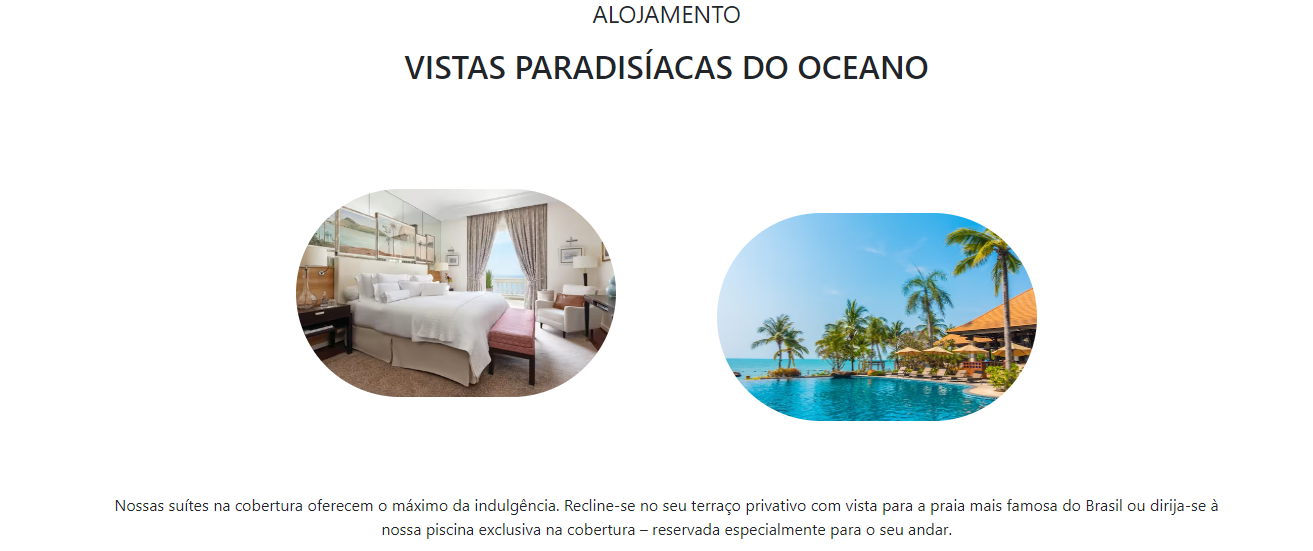 ALOJAMENTO
VISTAS PARADISÍACAS DO OCEANO
Nossas suítes na cobertura oferecem o máximo da indulgência. Recline-se no seu terraço privativo com vista para a praia mais famosa do Brasil ou dirija-se à
nossa piscina exclusiva na cobertura – reservada especialmente para o seu andar.